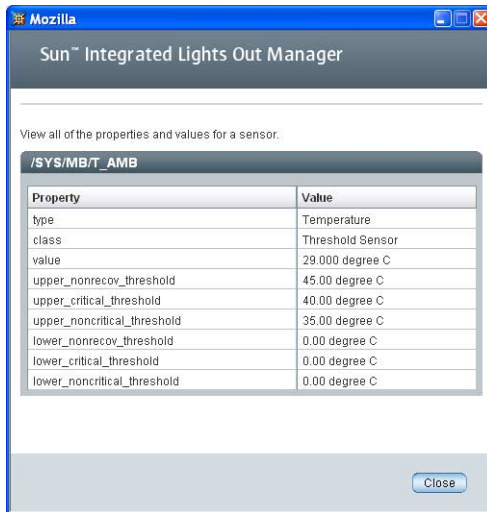 Mozilla
Sun™ Integrated Lights Out Manager
View all of the properties and values for a sensor.
/SYS/MB/T_AMB
Property Value
type Temperature
class Threshold Sensor
value 29.000 degree C
upper_nonrecov_threshold 45.00 degree C
upper_critical_threshold 40.00 degree C
upper_noncritical_threshold 35.00 degree C
lower_nonrecov_threshold 0.00 degree C
lower_critical_threshold 0.00 degree C
lower_noncritical_threshold 0.00 degree C
Close